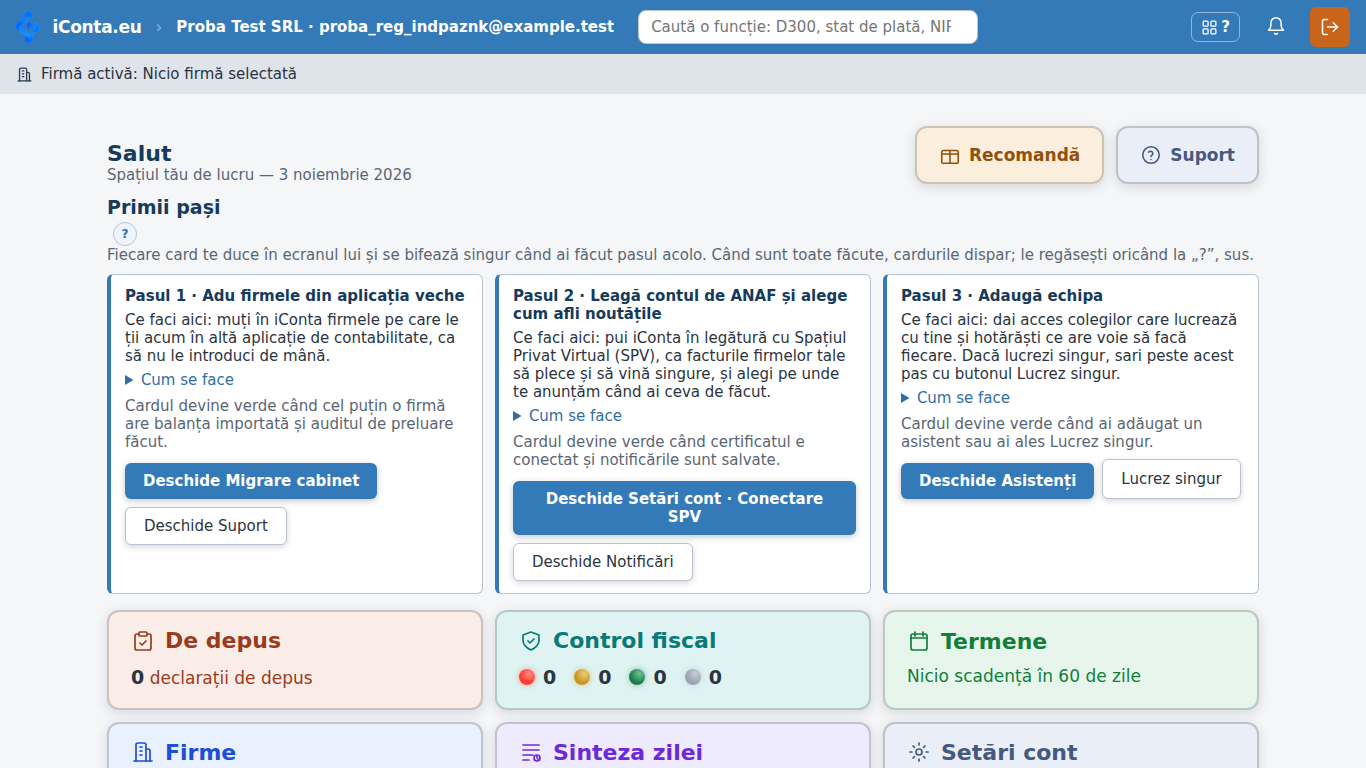 iConta.eu › Proba Test SRL · proba_reg_indpaznk@example.test
Caută o funcție: D300, stat de plată, NIF
?
Firmă activă: Nicio firmă selectată
Salut
Spațiul tău de lucru — 3 noiembrie 2026
Recomandă
Suport
Primii pași
?
Fiecare card te duce în ecranul lui și se bifează singur când ai făcut pasul acolo. Când sunt toate făcute, cardurile dispar; le regăsești oricând la „?”, sus.
Pasul 1 · Adu firmele din aplicația veche
Ce faci aici: muți în iConta firmele pe care le
ții acum în altă aplicație de contabilitate, ca
să nu le introduci de mână.
Cum se face
Cardul devine verde când cel puțin o firmă
are balanța importată și auditul de preluare
făcut.
Deschide Migrare cabinet
Deschide Suport
Pasul 2 · Leagă contul de ANAF și alege
cum afli noutățile
Ce faci aici: pui iConta în legătură cu Spațiul
Privat Virtual (SPV), ca facturile firmelor tale
să plece și să vină singure, și alegi pe unde
te anunțăm când ai ceva de făcut.
Cum se face
Cardul devine verde când certificatul e
conectat și notificările sunt salvate.
Deschide Setări cont · Conectare
SPV
Deschide Notificări
Pasul 3 · Adaugă echipa
Ce faci aici: dai acces colegilor care lucrează
cu tine și hotărăști ce are voie să facă
fiecare. Dacă lucrezi singur, sari peste acest
pas cu butonul Lucrez singur.
Cum se face
Cardul devine verde când ai adăugat un
asistent sau ai ales Lucrez singur.
Deschide Asistenți
Lucrez singur
De depus
0 declarații de depus
Control fiscal
0 0 0 0
Termene
Nicio scadență în 60 de zile
Firme
Sinteza zilei
Setări cont